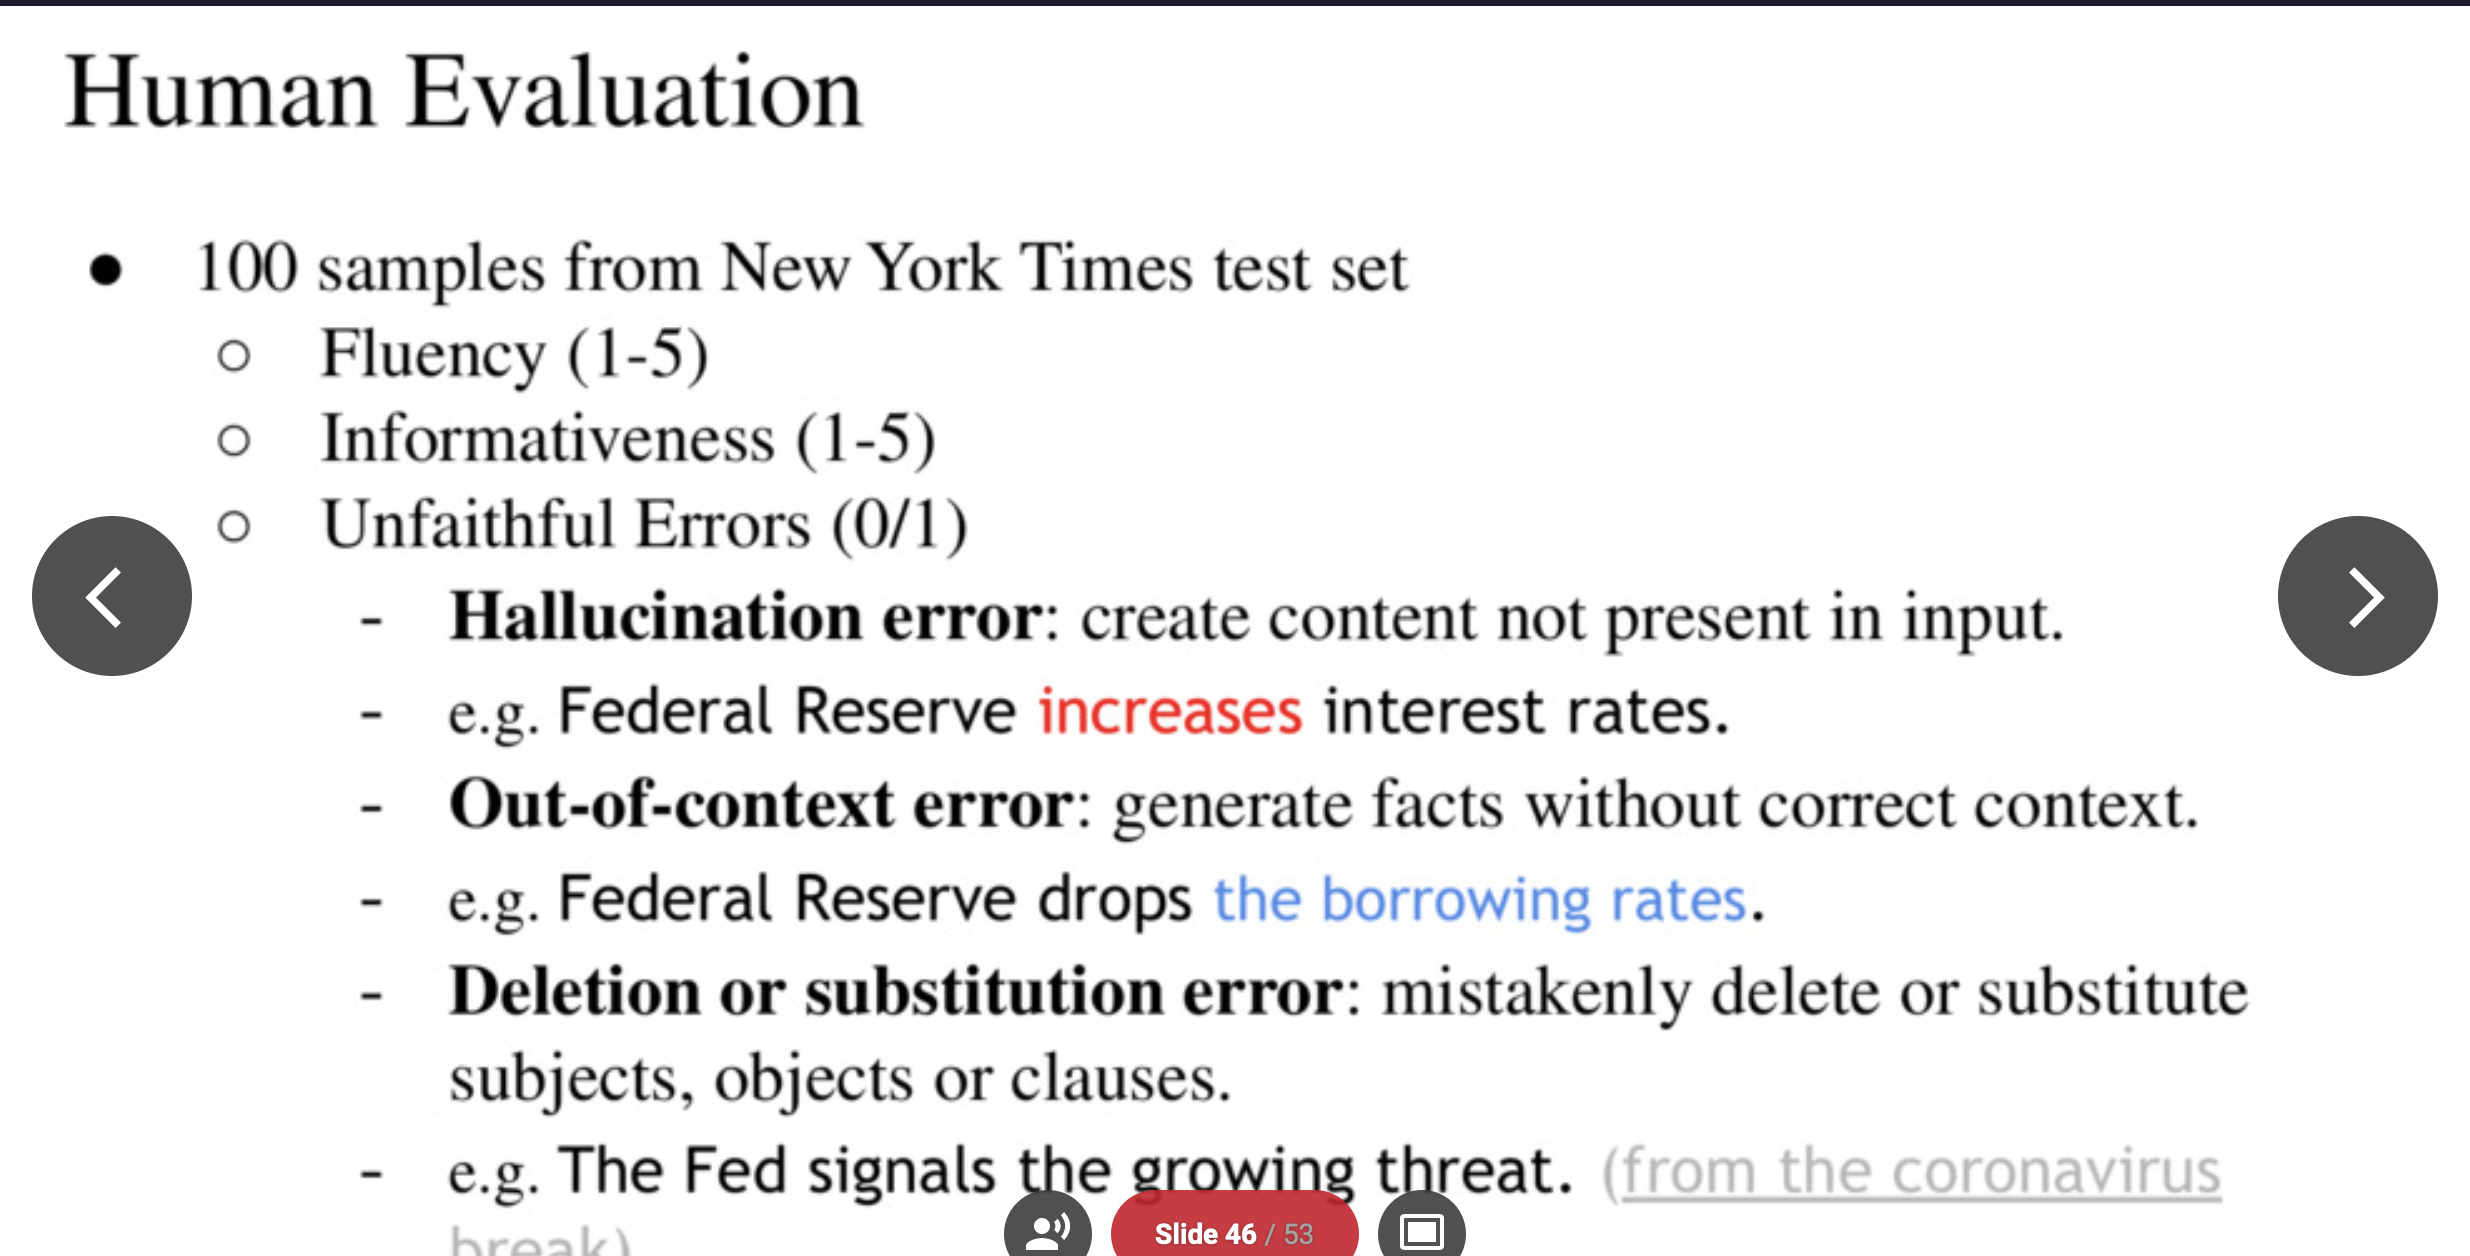 Human Evaluation
● 100 samples from New York Times test set
○ Fluency (1-5)
○ Informativeness (1-5)
○ Unfaithful Errors (0/1)
- Hallucination error: create content not present in input.
- e.g. Federal Reserve increases interest rates.
- Out-of-context error: generate facts without correct context.
- e.g. Federal Reserve drops the borrowing rates.
- Deletion or substitution error: mistakenly delete or substitute
subjects, objects or clauses.
- e.g. The Fed signals the growing threat. (from the coronavirus
break)
Slide 46 / 53